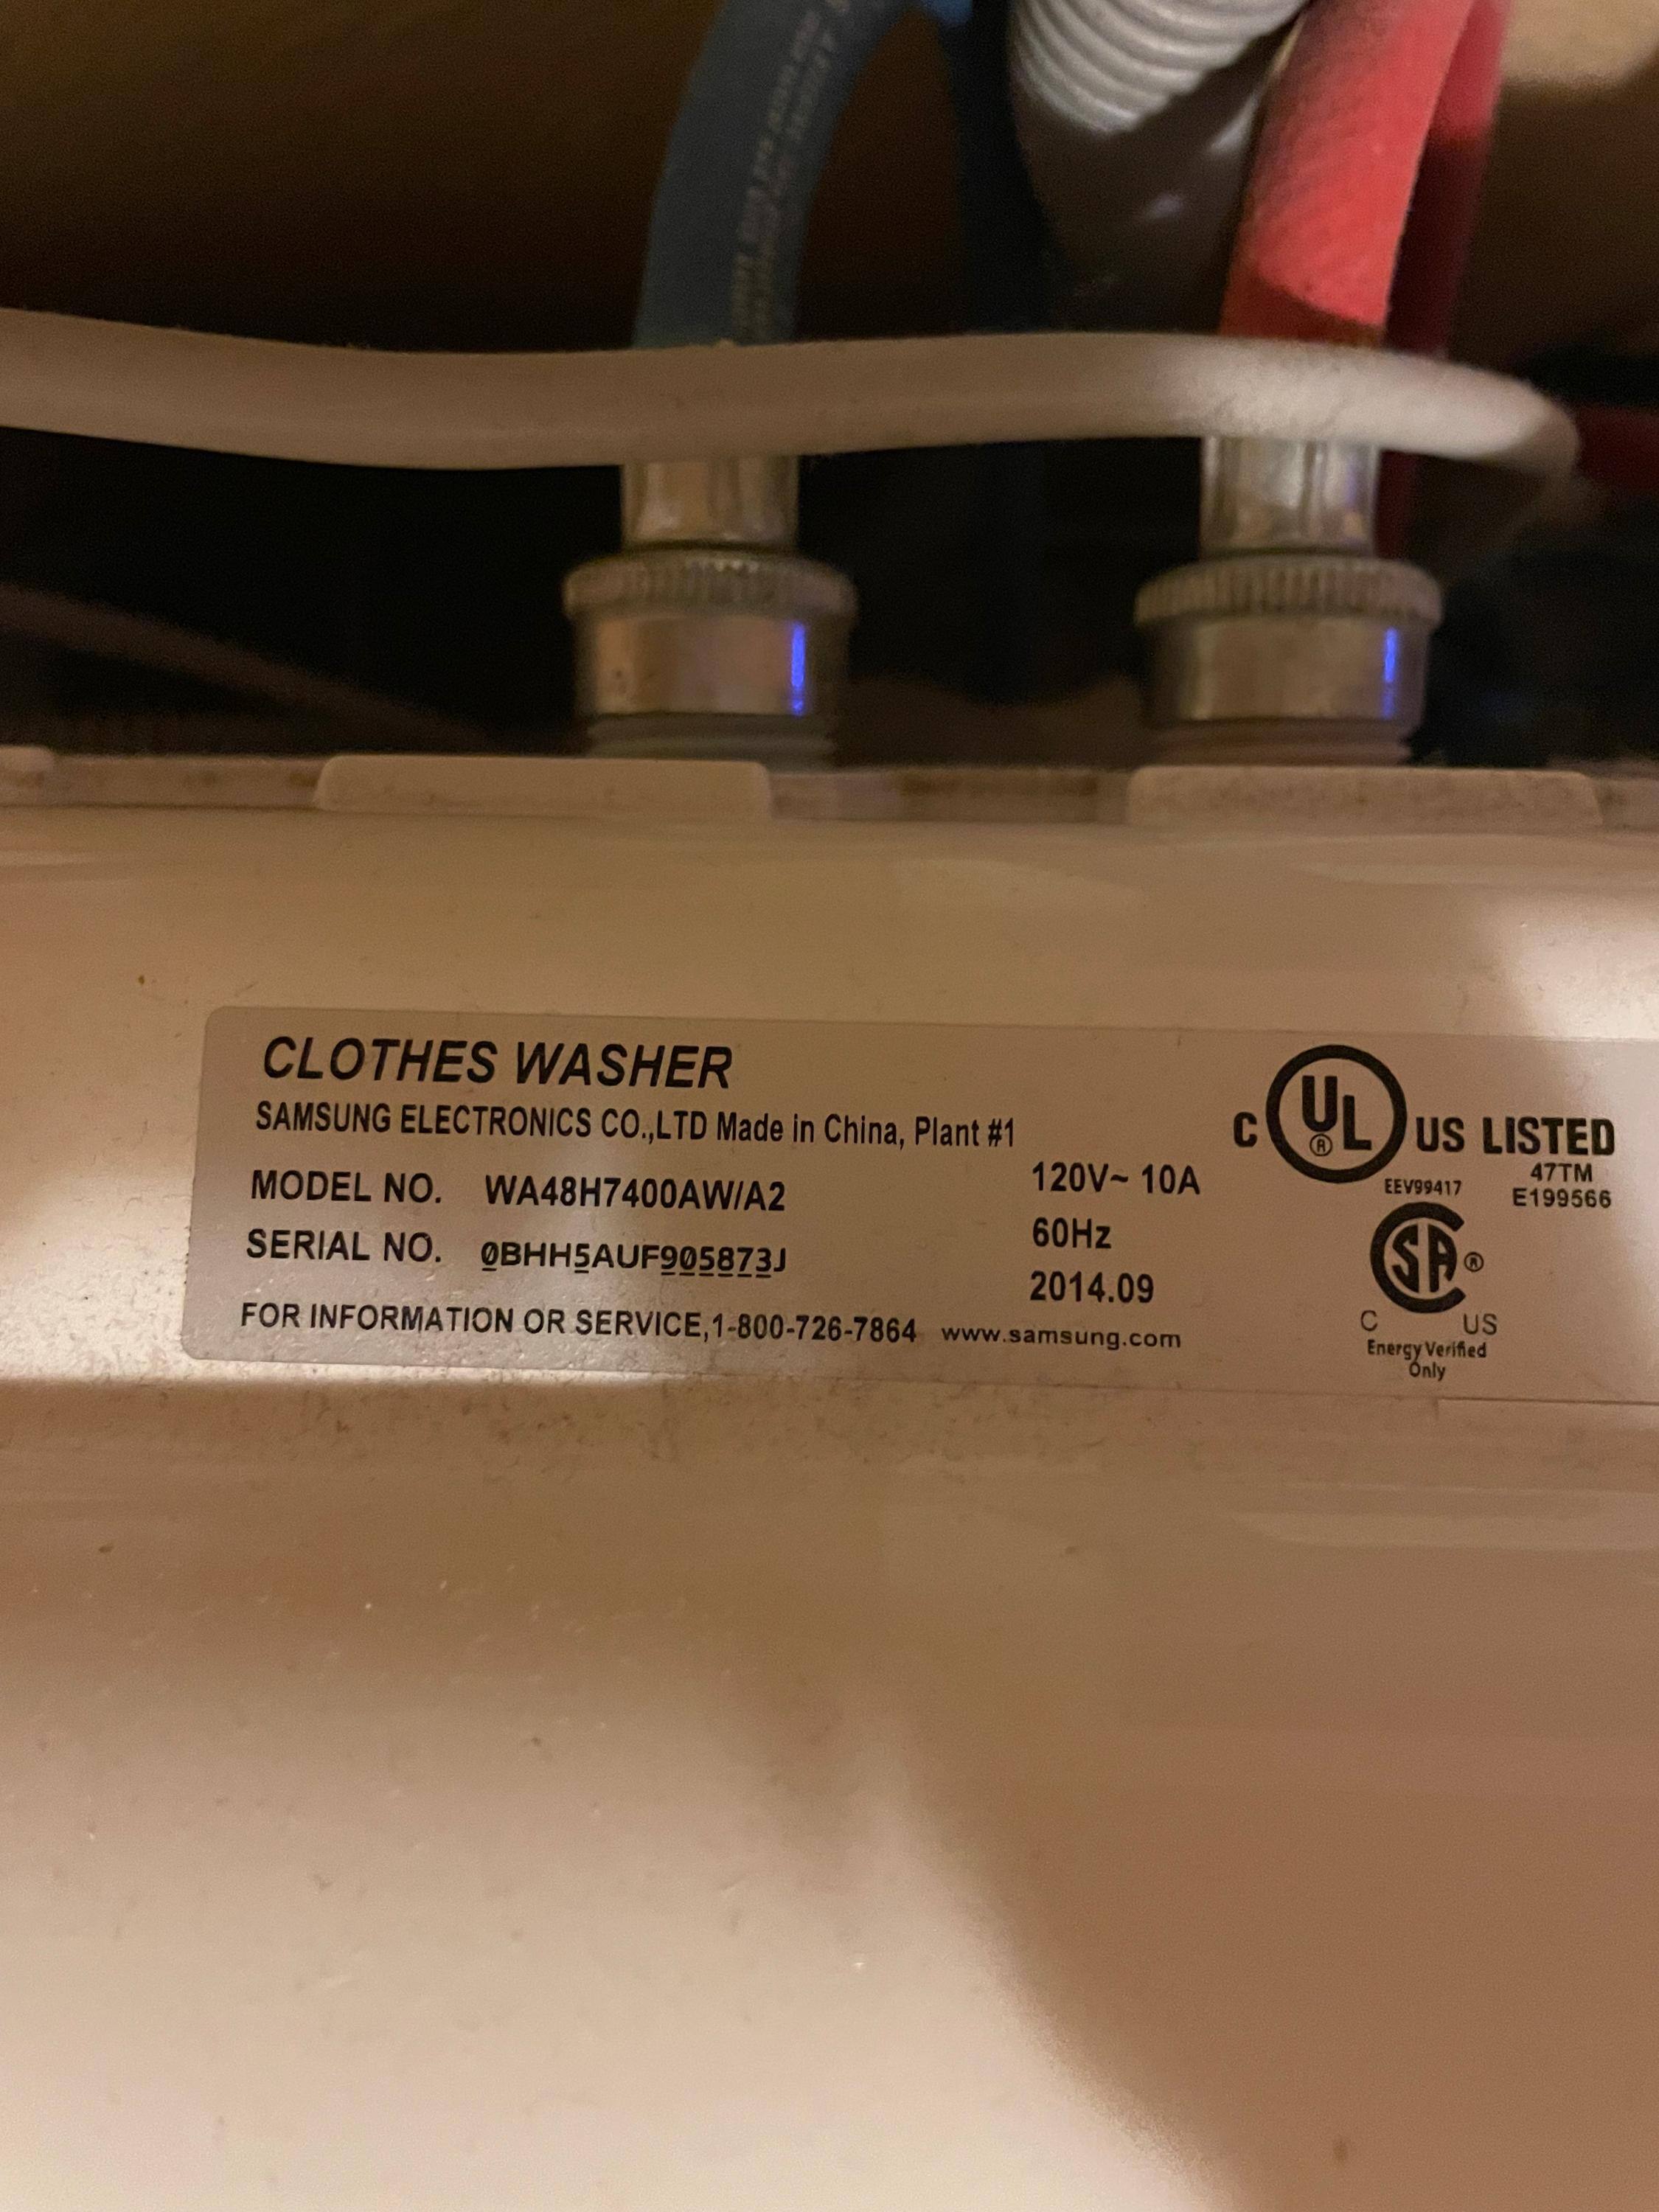 CLOTHES WASHER
SAMSUNG ELECTRONICS CO.,LTD Made in China, Plant #1
MODEL NO. WA48H7400AW/A2
SERIAL NO. 0BHH5AUF905873J
FOR INFORMATION OR SERVICE,1-800-726-7864 www.samsung.com
120V~ 10A
60Hz
2014.09
C UL® US LISTED
EEV99417
47TM
E199566
SA®
C US
Energy Verified
Only